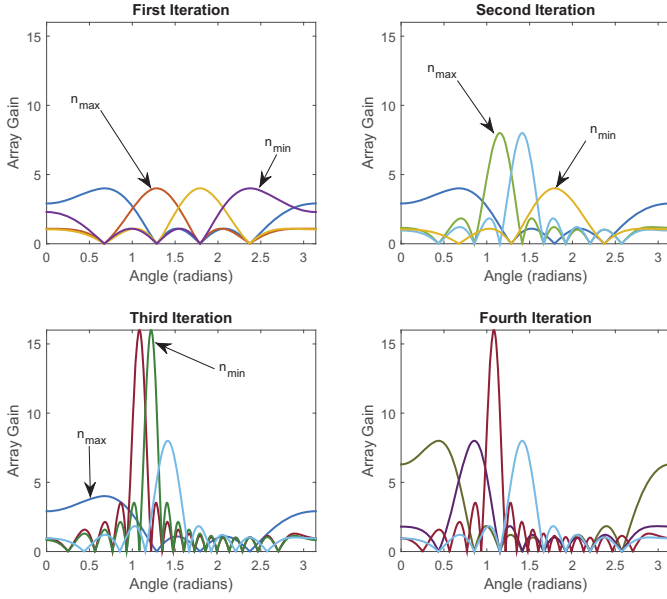 First Iteration
15
10
5
0
Array Gain
n_max
n_min
0 0.5 1 1.5 2 2.5 3
Angle (radians)
Second Iteration
15
10
5
0
Array Gain
n_max
n_min
0 0.5 1 1.5 2 2.5 3
Angle (radians)
Third Iteration
15
10
5
0
Array Gain
n_min
n_max
0 0.5 1 1.5 2 2.5 3
Angle (radians)
Fourth Iteration
15
10
5
0
Array Gain
0 0.5 1 1.5 2 2.5 3
Angle (radians)